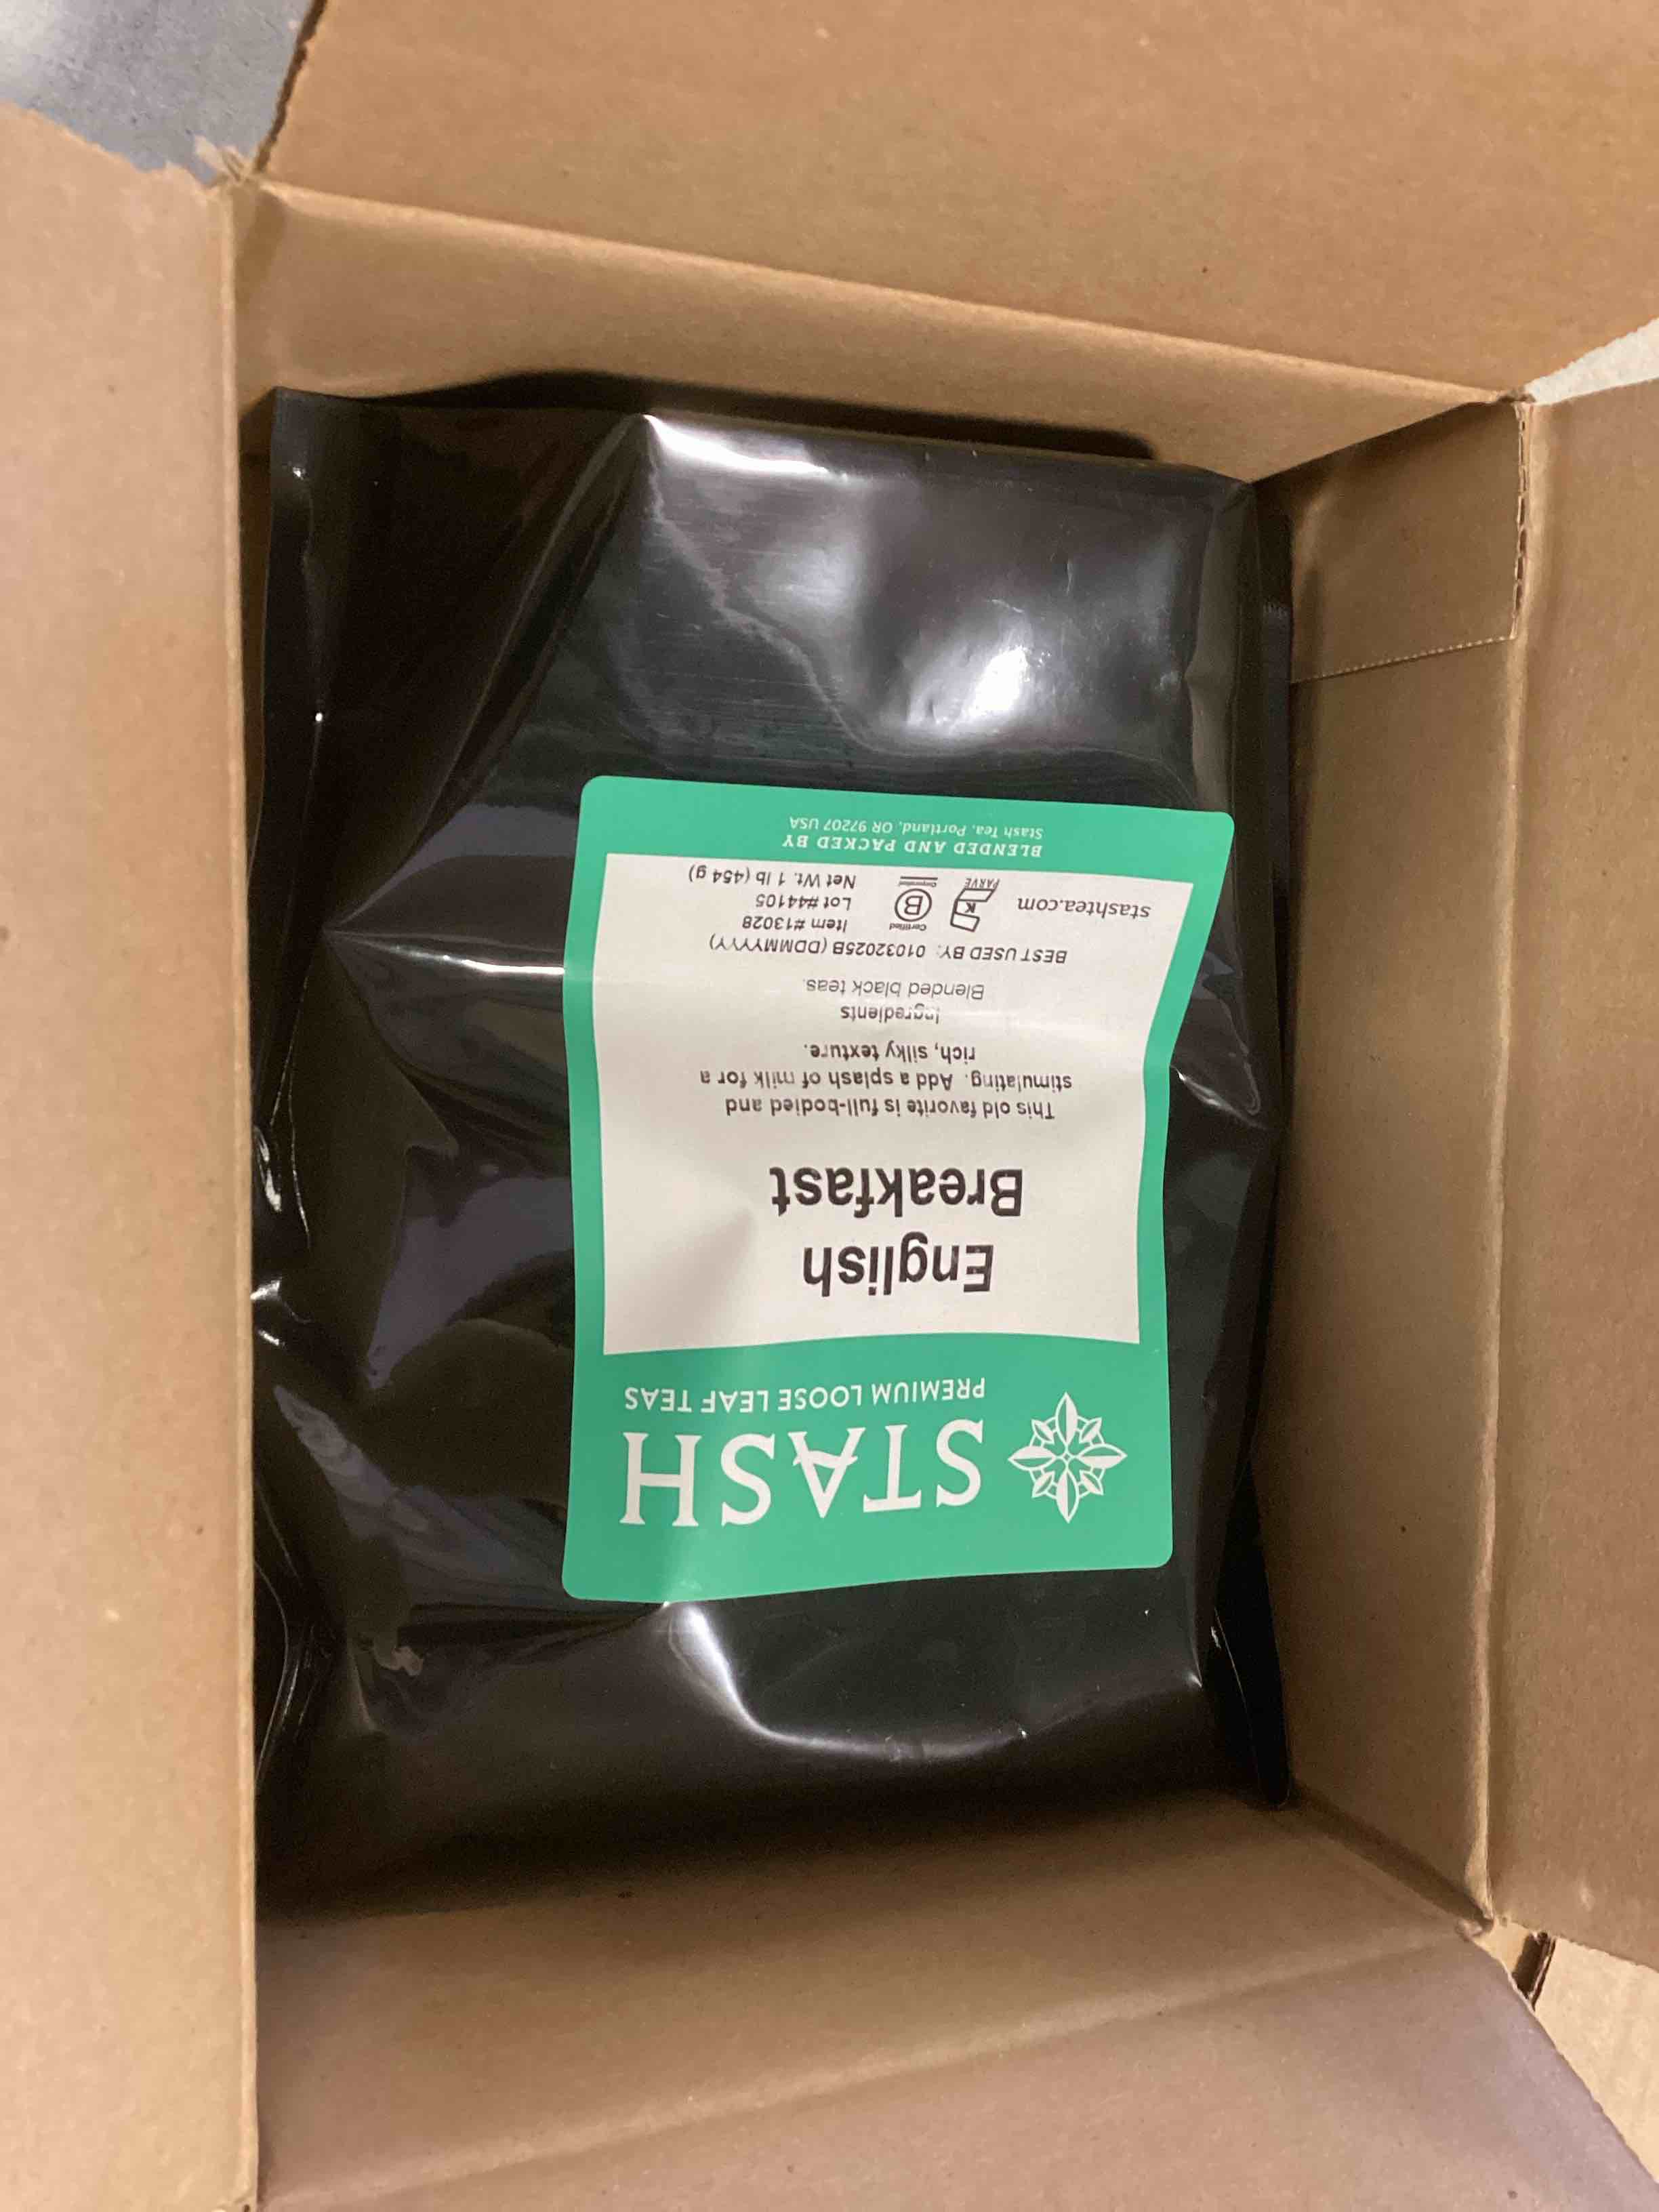 STASH
PREMIUM LOOSE LEAF TEAS
English
Breakfast
This old favorite is full-bodied and
stimulating. Add a splash of milk for a
rich, silky texture.
Ingredients
Blended black teas.
BEST USED BY: 01032025B (DDMMYYYY)
stashtea.com
K
PARVE
Certified
B
Corporation
Item #13028
Lot #44105
Net Wt. 1 lb (454 g)
BLENDED AND PACKED BY
Stash Tea, Portland, OR 97207 USA